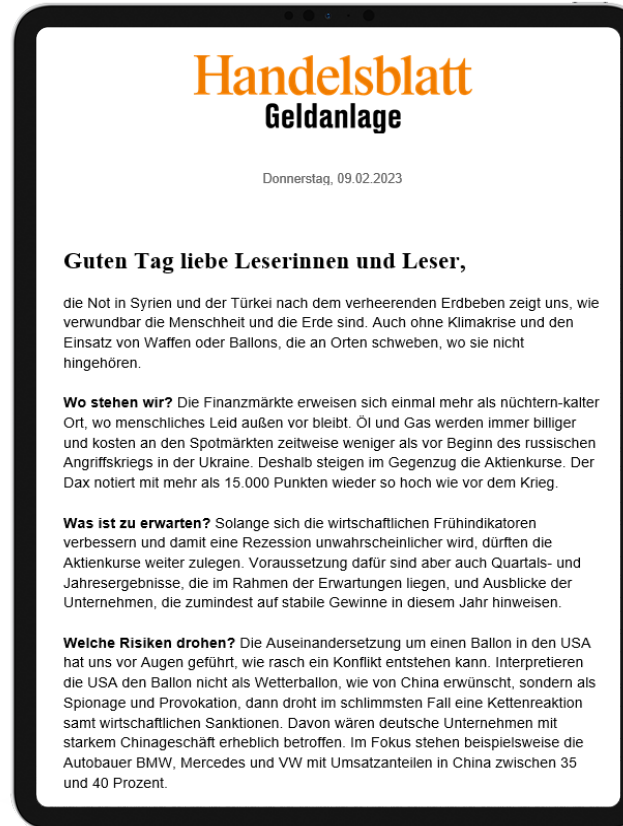 Handelsblatt
Geldanlage
Donnerstag, 09.02.2023
Guten Tag liebe Leserinnen und Leser,
die Not in Syrien und der Türkei nach dem verheerenden Erdbeben zeigt uns, wie
verwundbar die Menschheit und die Erde sind. Auch ohne Klimakrise und den
Einsatz von Waffen oder Ballons, die an Orten schweben, wo sie nicht
hingehören.
Wo stehen wir? Die Finanzmärkte erweisen sich einmal mehr als nüchtern-kalter
Ort, wo menschliches Leid außen vor bleibt. Öl und Gas werden immer billiger
und kosten an den Spotmärkten zeitweise weniger als vor Beginn des russischen
Angriffskriegs in der Ukraine. Deshalb steigen im Gegenzug die Aktienkurse. Der
Dax notiert mit mehr als 15.000 Punkten wieder so hoch wie vor dem Krieg.
Was ist zu erwarten? Solange sich die wirtschaftlichen Frühindikatoren
verbessern und damit eine Rezession unwahrscheinlicher wird, dürften die
Aktienkurse weiter zulegen. Voraussetzung dafür sind aber auch Quartals- und
Jahresergebnisse, die im Rahmen der Erwartungen liegen, und Ausblicke der
Unternehmen, die zumindest auf stabile Gewinne in diesem Jahr hinweisen.
Welche Risiken drohen? Die Auseinandersetzung um einen Ballon in den USA
hat uns vor Augen geführt, wie rasch ein Konflikt entstehen kann. Interpretieren
die USA den Ballon nicht als Wetterballon, wie von China erwünscht, sondern als
Spionage und Provokation, dann droht im schlimmsten Fall eine Kettenreaktion
samt wirtschaftlichen Sanktionen. Davon wären deutsche Unternehmen mit
starkem Chinageschäft erheblich betroffen. Im Fokus stehen beispielsweise die
Autobauer BMW, Mercedes und VW mit Umsatzanteilen in China zwischen 35
und 40 Prozent.